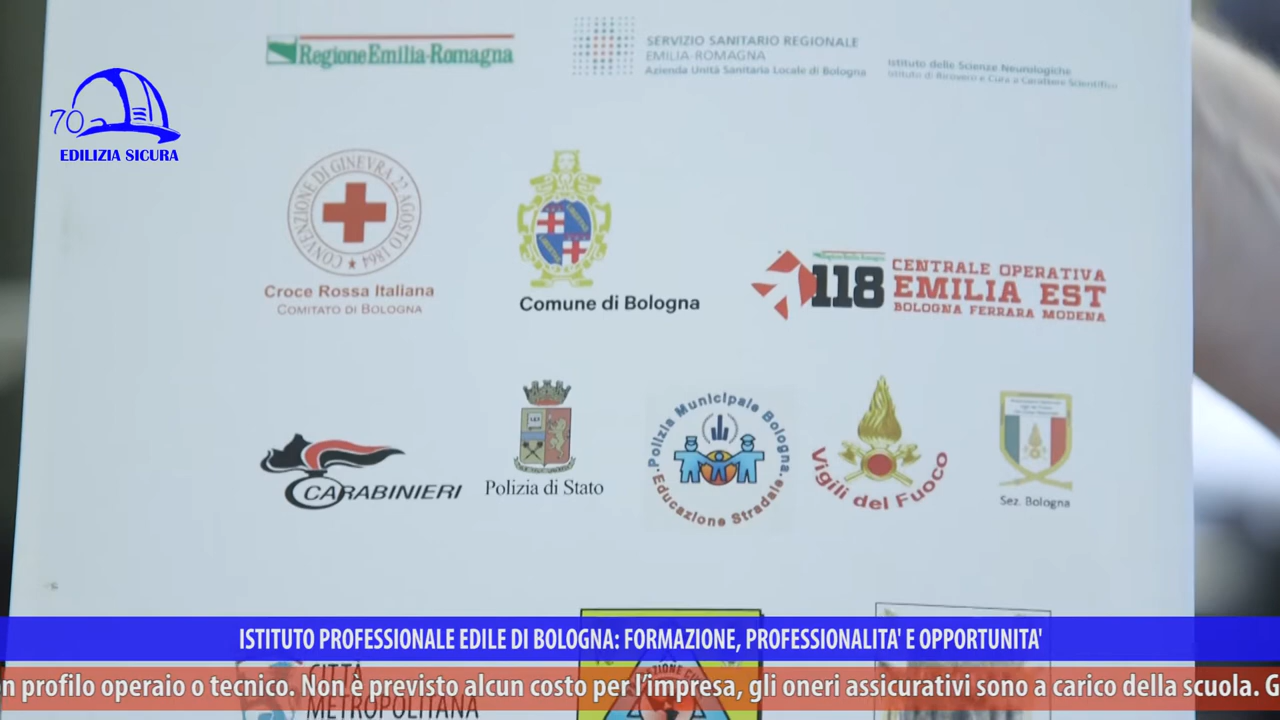 Regione Emilia-Romagna
SERVIZIO SANITARIO REGIONALE
EMILIA-ROMAGNA
Azienda Unità Sanitaria Locale di Bologna
Istituto delle Scienze Neurologiche
Istituto di Ricovero e Cura a Carattere Scientifico
70
EDILIZIA SICURA
CONVENZIONE DI GINEVRA 22 AGOSTO 1864
Croce Rossa Italiana
COMITATO DI BOLOGNA
Comune di Bologna
Regione Emilia-Romagna
118
CENTRALE OPERATIVA
EMILIA EST
BOLOGNA FERRARA MODENA
CARABINIERI
Polizia di Stato
Polizia Municipale Bologna
Educazione Stradale
Vigili del Fuoco
Sez. Bologna
ISTITUTO PROFESSIONALE EDILE DI BOLOGNA: FORMAZIONE, PROFESSIONALITA' E OPPORTUNITA'
CITTÀ
METROPOLITANA
n profilo operaio o tecnico. Non è previsto alcun costo per l'impresa, gli oneri assicurativi sono a carico della scuola. G